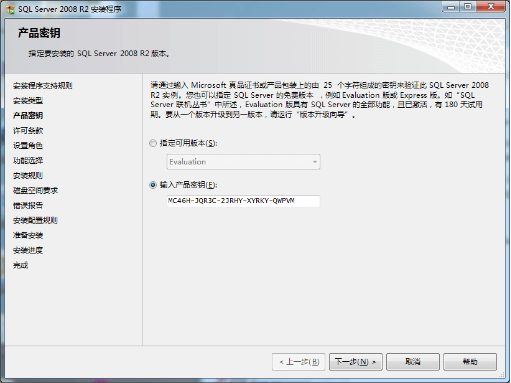 SQL Server 2008 R2 安装程序
产品密钥
指定要安装的 SQL Server 2008 R2 版本。
安装程序支持规则
安装类型
产品密钥
许可条款
设置角色
功能选择
安装规则
磁盘空间要求
错误报告
安装配置规则
准备安装
安装进度
完成
请通过输入 Microsoft 真品证书或产品包装上的由 25 个字符组成的密钥来验证此 SQL Server 2008
R2 实例。您也可以指定 SQL Server 的免费版本，例如 Evaluation 版或 Express 版。如“SQL
Server 联机丛书”中所述，Evaluation 版具有 SQL Server 的全部功能，且已激活，有 180 天试用
期。要从一个版本升级到另一版本，请运行“版本升级向导”。
指定可用版本(S):
Evaluation
输入产品密钥(E):
MC46H-JQR3C-2JRHY-XYRKY-QWPVM
< 上一步(B)
下一步(N) >
取消
帮助